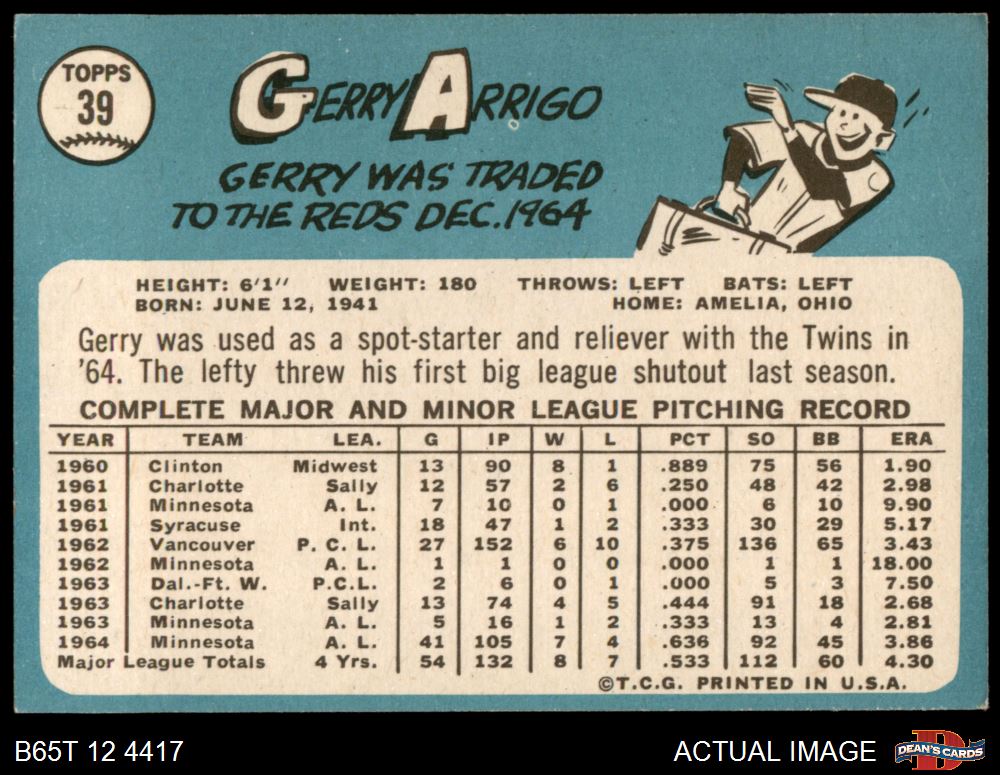 TOPPS
39
GERRY ARRIGO
GERRY WAS TRADED
TO THE REDS DEC. 1964
HEIGHT: 6'1" WEIGHT: 180 THROWS: LEFT BATS: LEFT
BORN: JUNE 12, 1941 HOME: AMELIA, OHIO
Gerry was used as a spot-starter and reliever with the Twins in
'64. The lefty threw his first big league shutout last season.
COMPLETE MAJOR AND MINOR LEAGUE PITCHING RECORD
YEAR TEAM LEA. G IP W L PCT SO BB ERA
1960 Clinton Midwest 13 90 8 1 .889 75 56 1.90
1961 Charlotte Sally 12 57 2 6 .250 48 42 2.98
1961 Minnesota A. L. 7 10 0 1 .000 6 10 9.90
1961 Syracuse Int. 18 47 1 2 .333 30 29 5.17
1962 Vancouver P. C. L. 27 152 6 10 .375 136 65 3.43
1962 Minnesota A. L. 1 1 0 0 .000 1 1 18.00
1963 Dal.-Ft. W. P.C.L. 2 6 0 1 .000 5 3 7.50
1963 Charlotte Sally 13 74 4 5 .444 91 18 2.68
1963 Minnesota A. L. 5 16 1 2 .333 13 4 2.81
1964 Minnesota A. L. 41 105 7 4 .636 92 45 3.86
Major League Totals 4 Yrs. 54 132 8 7 .533 112 60 4.30
©T.C.G. PRINTED IN U.S.A.
B65T 12 4417 ACTUAL IMAGE DEAN'S CARDS